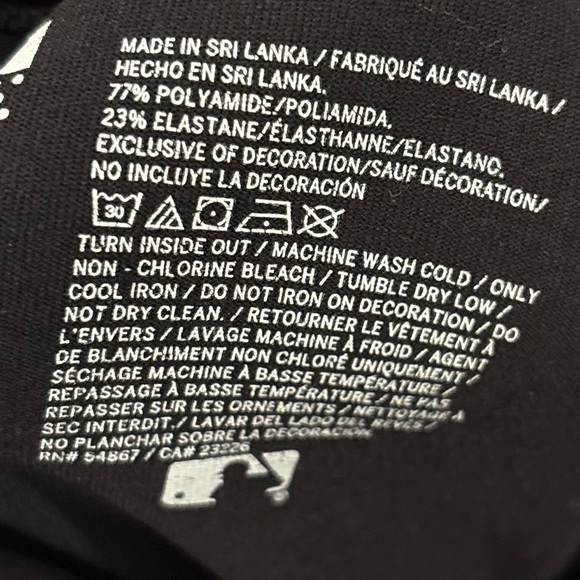 MADE IN SRI LANKA / FABRIQUÉ AU SRI LANKA /
HECHO EN SRI LANKA.
77% POLYAMIDE/POLIAMIDA.
23% ELASTANE/ÉLASTHANNE/ELASTANO.
EXCLUSIVE OF DECORATION/SAUF DÉCORATION/
NO INCLUYE LA DECORACIÓN
30
TURN INSIDE OUT / MACHINE WASH COLD / ONLY
NON - CHLORINE BLEACH / TUMBLE DRY LOW /
COOL IRON / DO NOT IRON ON DECORATION / DO
NOT DRY CLEAN. / RETOURNER LE VÊTEMENT À
L'ENVERS / LAVAGE MACHINE À FROID / AGENT
DE BLANCHIMENT NON CHLORÉ UNIQUEMENT /
SÉCHAGE MACHINE À BASSE TEMPÉRATURE /
REPASSAGE À BASSE TEMPÉRATURE / NE PAS
REPASSER SUR LES ORNEMENTS / NETTOYAGE À
SEC INTERDIT. / LAVAR DEL LADO DEL REVÉS /
NO PLANCHAR SOBRE LA DECORACIÓN
RN# 54867 / CA# 23226